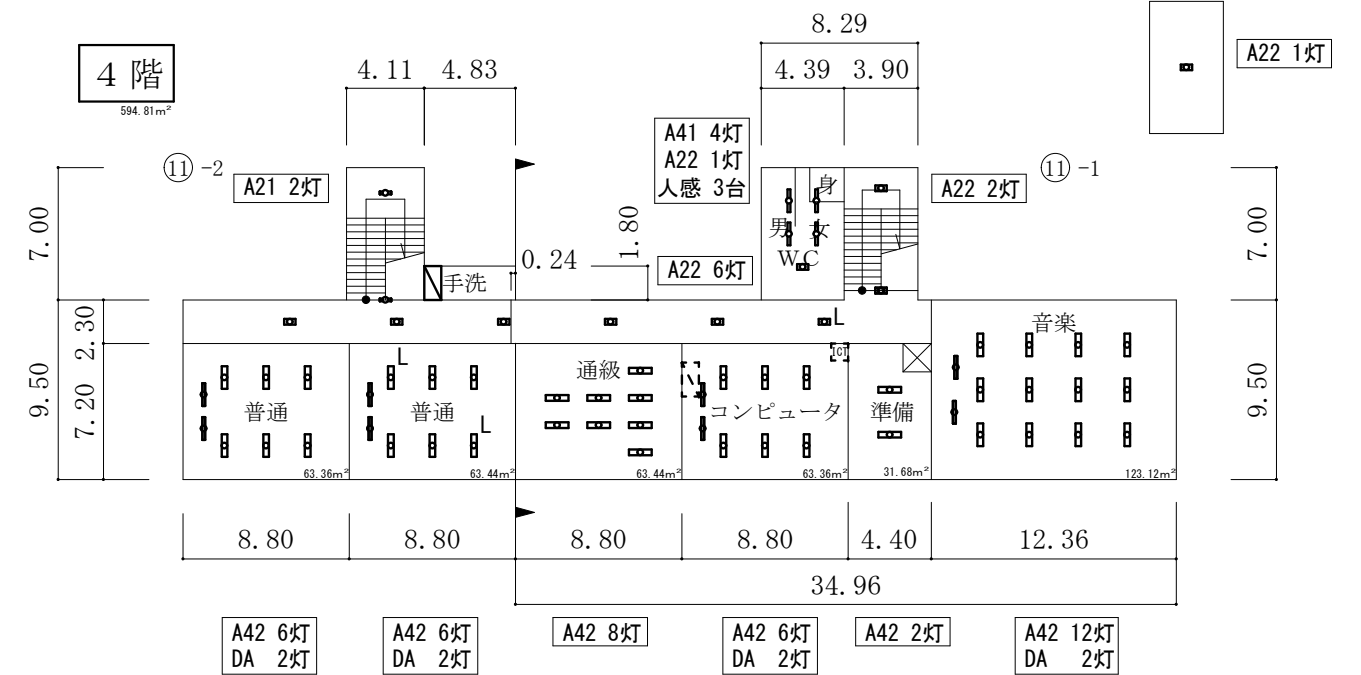 8.29
A22 1灯
4階
594.81m²
4.11
4.83
4.39
3.90
A41 4灯
A22 1灯
人感 3台
⑪-2
A21 2灯
身
A22 2灯
⑪-1
7.00
1.80
男
女
7.00
WC
0.24
A22 6灯
手洗
2.30
L
音楽
ICT
L
通級
9.50
7.20
普通
普通
コンピュータ
準備
9.50
L
63.36m²
63.44m²
63.44m²
63.36m²
31.68m²
123.12m²
8.80
8.80
8.80
8.80
4.40
12.36
34.96
A42 6灯
DA 2灯
A42 6灯
DA 2灯
A42 8灯
A42 6灯
DA 2灯
A42 2灯
A42 12灯
DA 2灯